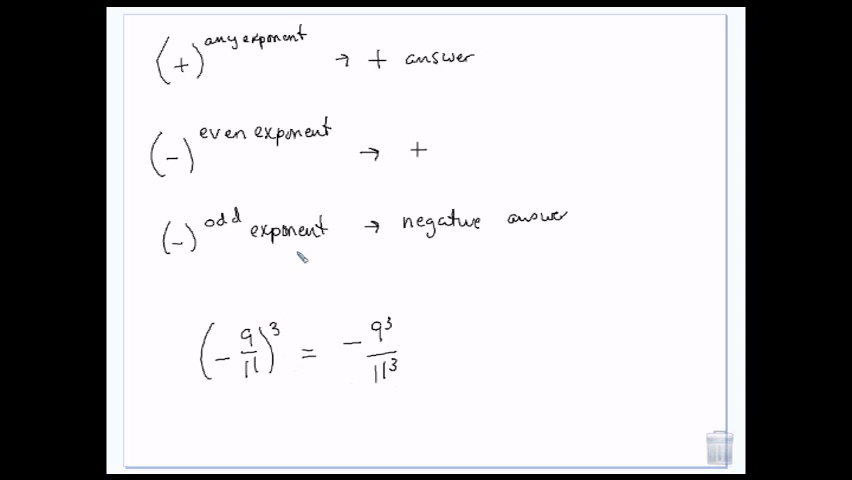 (+)^any exponent → + answer
(-)^even exponent → +
(-)^odd exponent → negative answer
(-9/11)^3 = -9^3/11^3